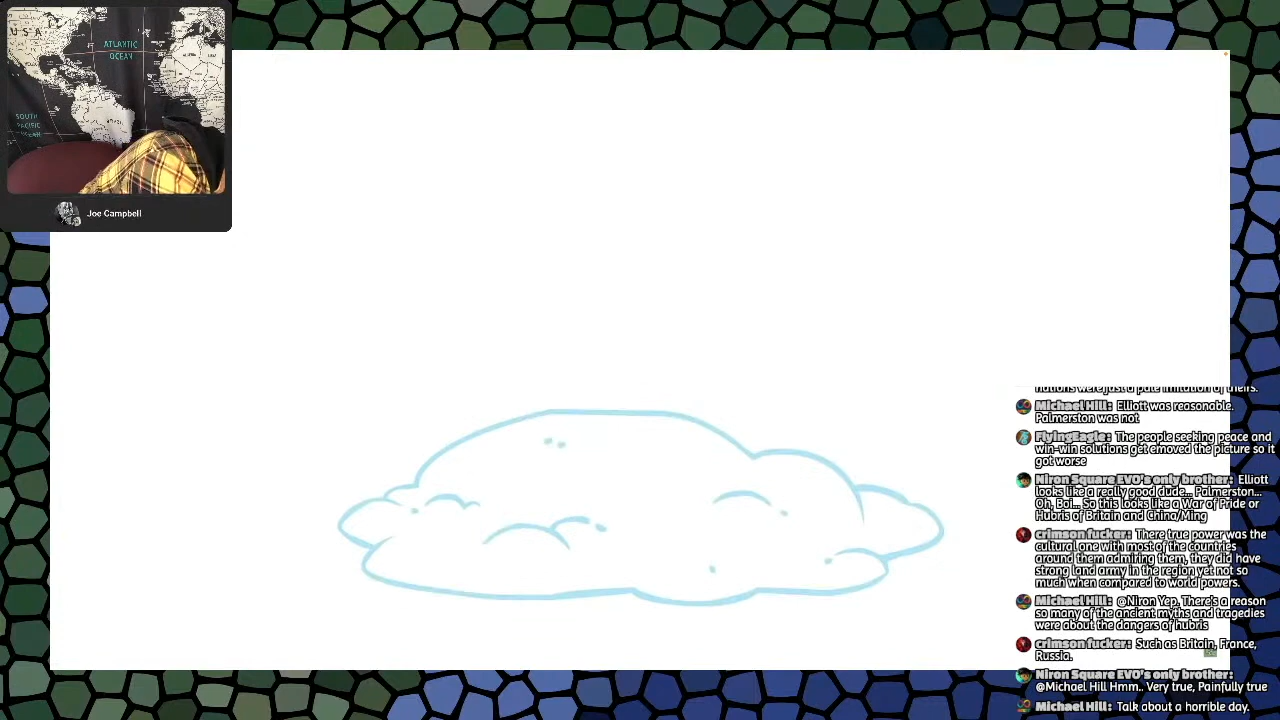 USA
ATLANTIC
OCEAN
SOUTH
PACIFIC
OCEAN
Joe Campbell
nations were just a pale imitation of theirs.
Michael Hill: Elliott was reasonable.
Palmerston was not
FlyingEagle: The people seeking peace and
win-win solutions get emoved the picture so it
got worse
Niron Square EVO's only brother: Elliott
looks like a really good dude... Palmerston...
Oh, Boi... So this looks like a War of Pride or
Hubris of Britain and China/Ming
crimson fucker: There true power was the
cultural one with most of the countries
around them admiring them, they did have
strong land army in the region yet not so
much when compared to world powers.
Michael Hill: @Niron Yep. There's a reason
so many of the ancient myths and tragedies
were about the dangers of hubris
crimson fucker: Such as Britain, France,
Russia.
Niron Square EVO's only brother:
@Michael Hill Hmm.. Very true, Painfully true
Michael Hill: Talk about a horrible day.